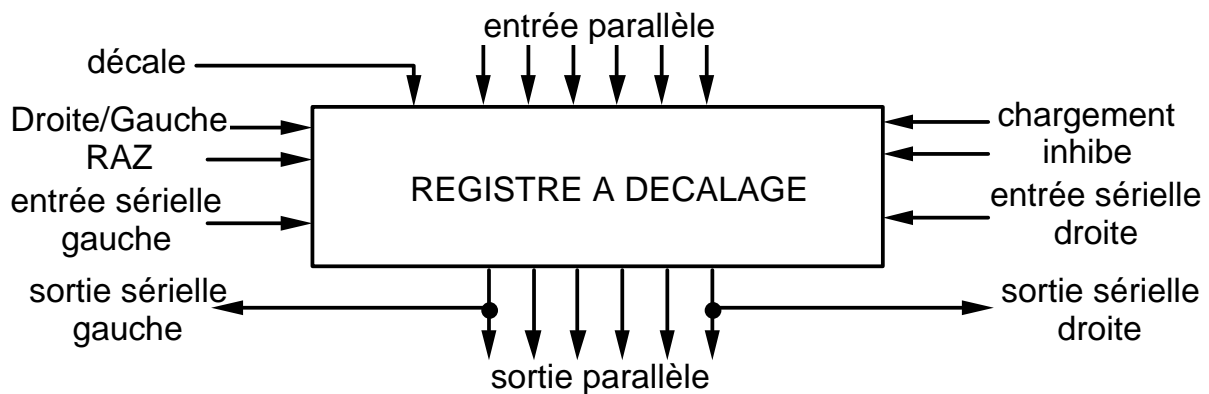 entrée parallèle
décale
Droite/Gauche
RAZ
entrée sérielle
gauche
chargement
inhibe
entrée sérielle
droite
REGISTRE A DECALAGE
sortie sérielle
gauche
sortie sérielle
droite
sortie parallèle